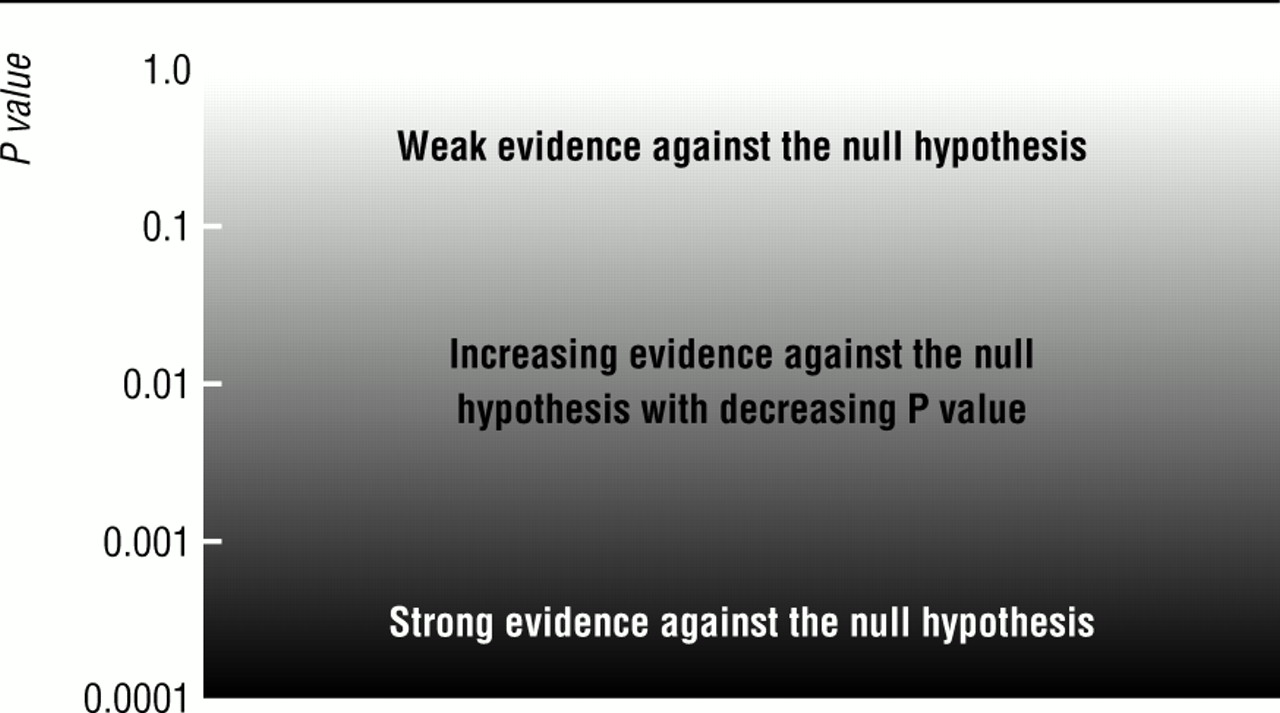 P value
1.0
Weak evidence against the null hypothesis
0.1
Increasing evidence against the null
0.01
hypothesis with decreasing P value
0.001
Strong evidence against the null hypothesis
0.0001